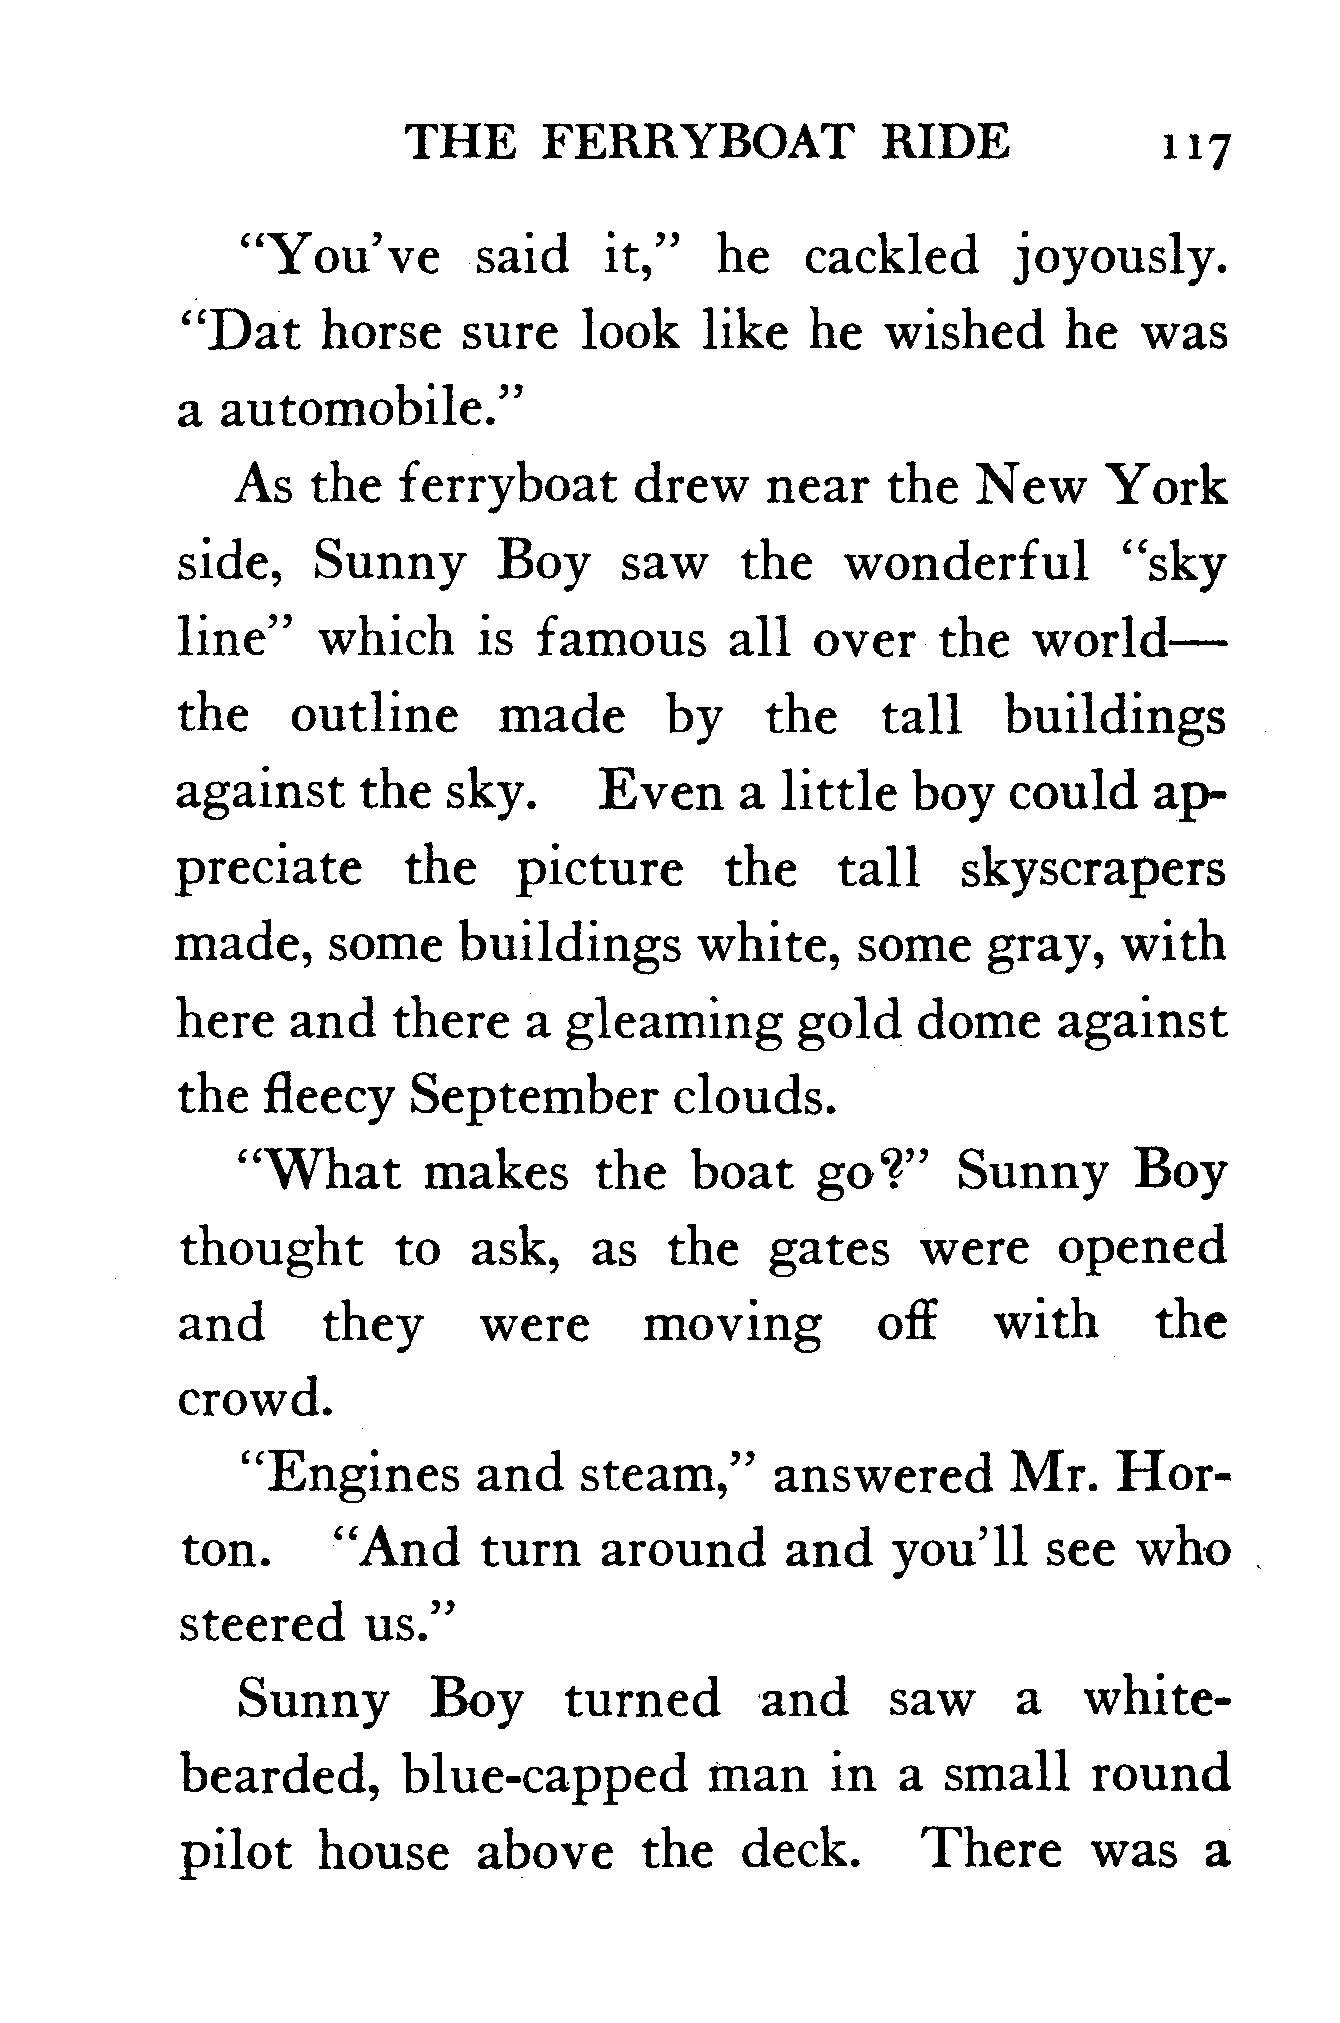 THE FERRYBOAT RIDE 117
“You’ve said it,” he cackled joyously.
“Dat horse sure look like he wished he was
a automobile.”
As the ferryboat drew near the New York
side, Sunny Boy saw the wonderful “sky
line” which is famous all over the world—
the outline made by the tall buildings
against the sky. Even a little boy could ap-
preciate the picture the tall skyscrapers
made, some buildings white, some gray, with
here and there a gleaming gold dome against
the fleecy September clouds.
“What makes the boat go?” Sunny Boy
thought to ask, as the gates were opened
and they were moving off with the
crowd.
“Engines and steam,” answered Mr. Hor-
ton. “And turn around and you’ll see who
steered us.”
Sunny Boy turned and saw a white-
bearded, blue-capped man in a small round
pilot house above the deck. There was a